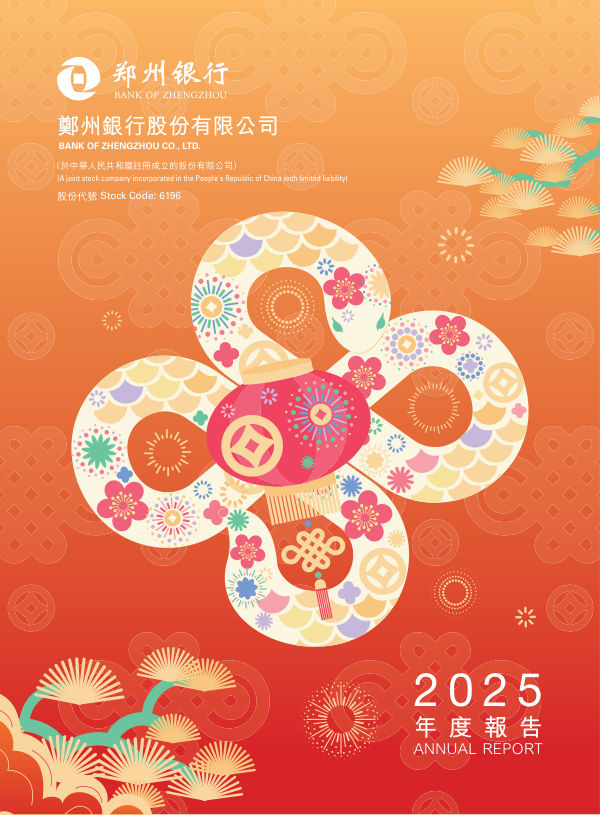 郑州银行
BANK OF ZHENGZHOU
鄭州銀行股份有限公司
BANK OF ZHENGZHOU CO., LTD.
(於中華人民共和國註冊成立的股份有限公司)
(A joint stock company incorporated in the People's Republic of China with limited liability)
股份代號 Stock Code: 6196
2025
年度報告
ANNUAL REPORT